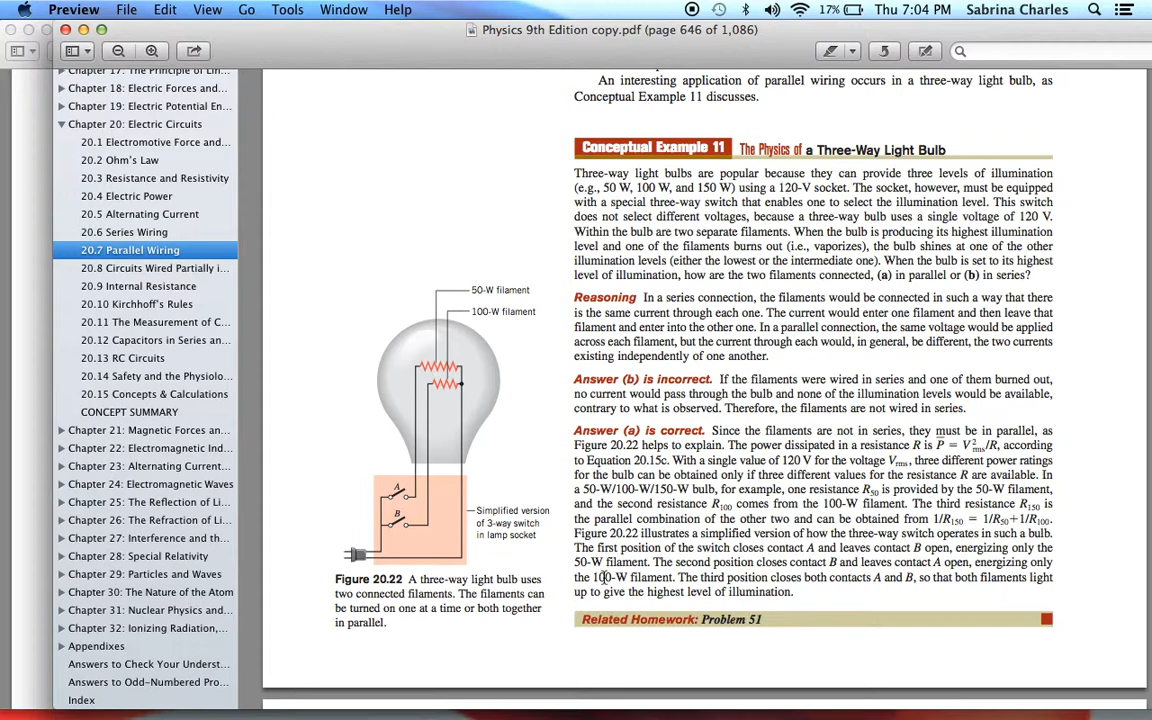 Preview File Edit View Go Tools Window Help 17% Thu 7:04 PM Sabrina Charles
Physics 9th Edition copy.pdf (page 646 of 1,086)
Chapter 17: The Principle of Lin...
Chapter 18: Electric Forces and...
Chapter 19: Electric Potential En...
Chapter 20: Electric Circuits
20.1 Electromotive Force and...
20.2 Ohm's Law
20.3 Resistance and Resistivity
20.4 Electric Power
20.5 Alternating Current
20.6 Series Wiring
20.7 Parallel Wiring
20.8 Circuits Wired Partially i...
20.9 Internal Resistance
20.10 Kirchhoff's Rules
20.11 The Measurement of C...
20.12 Capacitors in Series an...
20.13 RC Circuits
20.14 Safety and the Physiolo...
20.15 Concepts & Calculations
CONCEPT SUMMARY
Chapter 21: Magnetic Forces an...
Chapter 22: Electromagnetic Ind...
Chapter 23: Alternating Current...
Chapter 24: Electromagnetic Waves
Chapter 25: The Reflection of Li...
Chapter 26: The Refraction of Li...
Chapter 27: Interference and th...
Chapter 28: Special Relativity
Chapter 29: Particles and Waves
Chapter 30: The Nature of the Atom
Chapter 31: Nuclear Physics and...
Chapter 32: Ionizing Radiation,...
Appendixes
Answers to Check Your Underst...
Answers to Odd-Numbered Pro...
Index
50-W filament
100-W filament
A
B
Simplified version
of 3-way switch
in lamp socket
Figure 20.22 A three-way light bulb uses
two connected filaments. The filaments can
be turned on one at a time or both together
in parallel.
An interesting application of parallel wiring occurs in a three-way light bulb, as
Conceptual Example 11 discusses.
Conceptual Example 11 The Physics of a Three-Way Light Bulb
Three-way light bulbs are popular because they can provide three levels of illumination
(e.g., 50 W, 100 W, and 150 W) using a 120-V socket. The socket, however, must be equipped
with a special three-way switch that enables one to select the illumination level. This switch
does not select different voltages, because a three-way bulb uses a single voltage of 120 V.
Within the bulb are two separate filaments. When the bulb is producing its highest illumination
level and one of the filaments burns out (i.e., vaporizes), the bulb shines at one of the other
illumination levels (either the lowest or the intermediate one). When the bulb is set to its highest
level of illumination, how are the two filaments connected, (a) in parallel or (b) in series?
Reasoning In a series connection, the filaments would be connected in such a way that there
is the same current through each one. The current would enter one filament and then leave that
filament and enter into the other one. In a parallel connection, the same voltage would be applied
across each filament, but the current through each would, in general, be different, the two currents
existing independently of one another.
Answer (b) is incorrect. If the filaments were wired in series and one of them burned out,
no current would pass through the bulb and none of the illumination levels would be available,
contrary to what is observed. Therefore, the filaments are not wired in series.
Answer (a) is correct. Since the filaments are not in series, they must be in parallel, as
Figure 20.22 helps to explain. The power dissipated in a resistance R is P̅ = V²rms/R, according
to Equation 20.15c. With a single value of 120 V for the voltage Vrms, three different power ratings
for the bulb can be obtained only if three different values for the resistance R are available. In
a 50-W/100-W/150-W bulb, for example, one resistance R50 is provided by the 50-W filament,
and the second resistance R100 comes from the 100-W filament. The third resistance R150 is
the parallel combination of the other two and can be obtained from 1/R150 = 1/R50+1/R100.
Figure 20.22 illustrates a simplified version of how the three-way switch operates in such a bulb.
The first position of the switch closes contact A and leaves contact B open, energizing only the
50-W filament. The second position closes contact B and leaves contact A open, energizing only
the 100-W filament. The third position closes both contacts A and B, so that both filaments light
up to give the highest level of illumination.
Related Homework: Problem 51